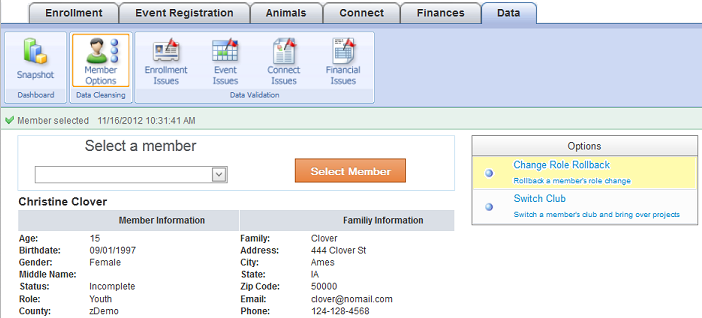 Enrollment Event Registration Animals Connect Finances Data
Snapshot Member Options Enrollment Issues Event Issues Connect Issues Financial Issues
Dashboard Data Cleansing Data Validation
Member selected 11/16/2012 10:31:41 AM
Select a member
Select Member
Options
Change Role Rollback
Rollback a member's role change
Switch Club
Switch a member's club and bring over projects
Christine Clover
Member Information Familiy Information
Age: 15 Family: Clover
Birthdate: 09/01/1997 Address: 444 Clover St
Gender: Female City: Ames
Middle Name: State: IA
Status: Incomplete Zip Code: 50000
Role: Youth Email: clover@nomail.com
County: zDemo Phone: 124-128-4568